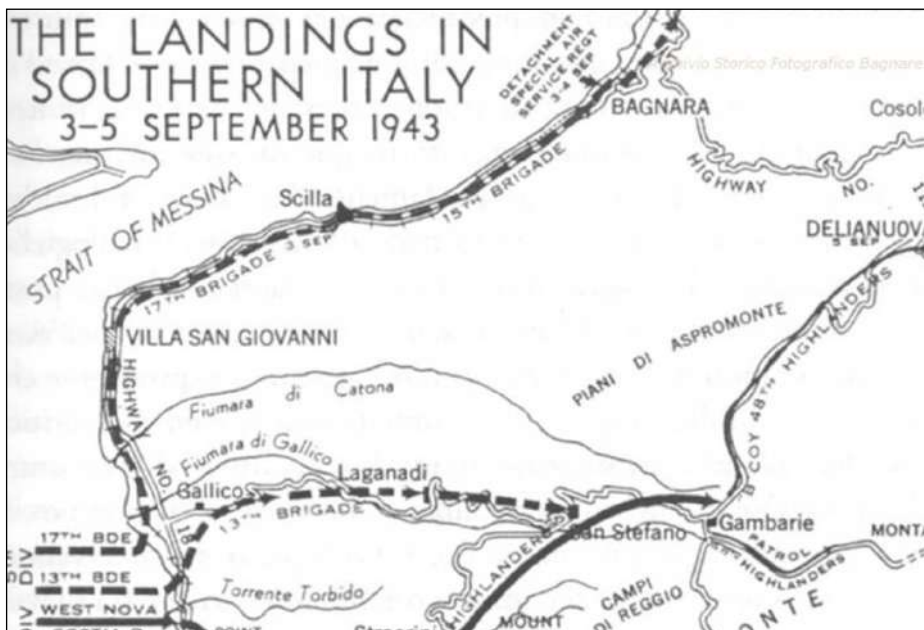 THE LANDINGS IN
SOUTHERN ITALY
3–5 SEPTEMBER 1943
DETACHMENT
SPECIAL AIR
SERVICE REGT
3-4 SEP
Storico Fotografico Bagnare
BAGNARA
HIGHWAY NO.
15TH BRIGADE
Scilla
STRAIT OF MESSINA
17TH BRIGADE 3 SEP
DELIANUOVA
5 SEP
VILLA SAN GIOVANNI
HIGHWAY NO. 18
PIANI DI ASPROMONTE
B COY 48TH HIGHLANDERS
Fiumara di Catona
Fiumara di Gallico
Laganadi
Gallico
13TH BRIGADE
San Stefano
Gambarie
PATROL
HIGHLANDERS
HIGHLANDERS
17TH BDE
13TH BDE
DIV
WEST NOVA
Torrente Torbido
CAMPI
DI REGGIO
MOUNT